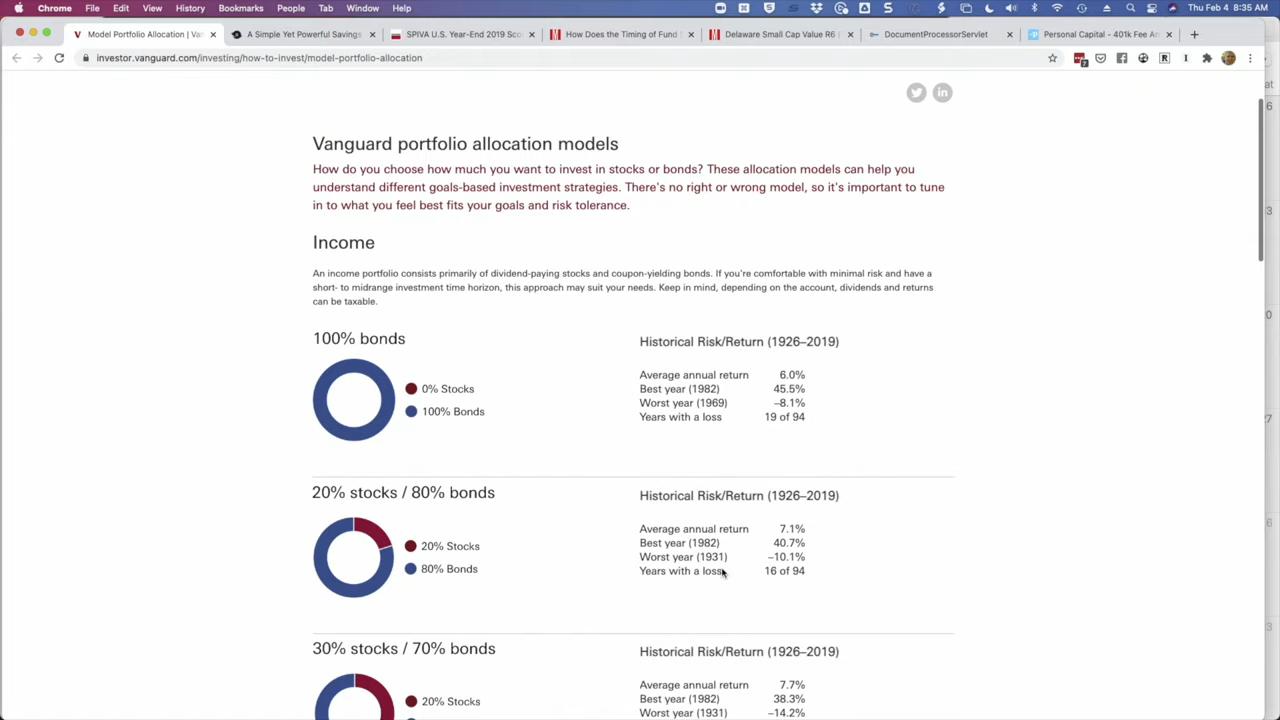 Chrome File Edit View History Bookmarks People Tab Window Help Thu Feb 4 8:35 AM
Model Portfolio Allocation | Van
A Simple Yet Powerful Savings
SPIVA U.S. Year-End 2019 Sco
How Does the Timing of Fund
Delaware Small Cap Value R6 |
DocumentProcessorServlet
Personal Capital - 401k Fee An
investor.vanguard.com/investing/how-to-invest/model-portfolio-allocation
Vanguard portfolio allocation models
How do you choose how much you want to invest in stocks or bonds? These allocation models can help you
understand different goals-based investment strategies. There's no right or wrong model, so it's important to tune
in to what you feel best fits your goals and risk tolerance.
Income
An income portfolio consists primarily of dividend-paying stocks and coupon-yielding bonds. If you're comfortable with minimal risk and have a
short- to midrange investment time horizon, this approach may suit your needs. Keep in mind, depending on the account, dividends and returns
can be taxable.
100% bonds
0% Stocks
100% Bonds
Historical Risk/Return (1926–2019)
Average annual return 6.0%
Best year (1982) 45.5%
Worst year (1969) –8.1%
Years with a loss 19 of 94
20% stocks / 80% bonds
20% Stocks
80% Bonds
Historical Risk/Return (1926–2019)
Average annual return 7.1%
Best year (1982) 40.7%
Worst year (1931) –10.1%
Years with a loss 16 of 94
30% stocks / 70% bonds
20% Stocks
Historical Risk/Return (1926–2019)
Average annual return 7.7%
Best year (1982) 38.3%
Worst year (1931) –14.2%